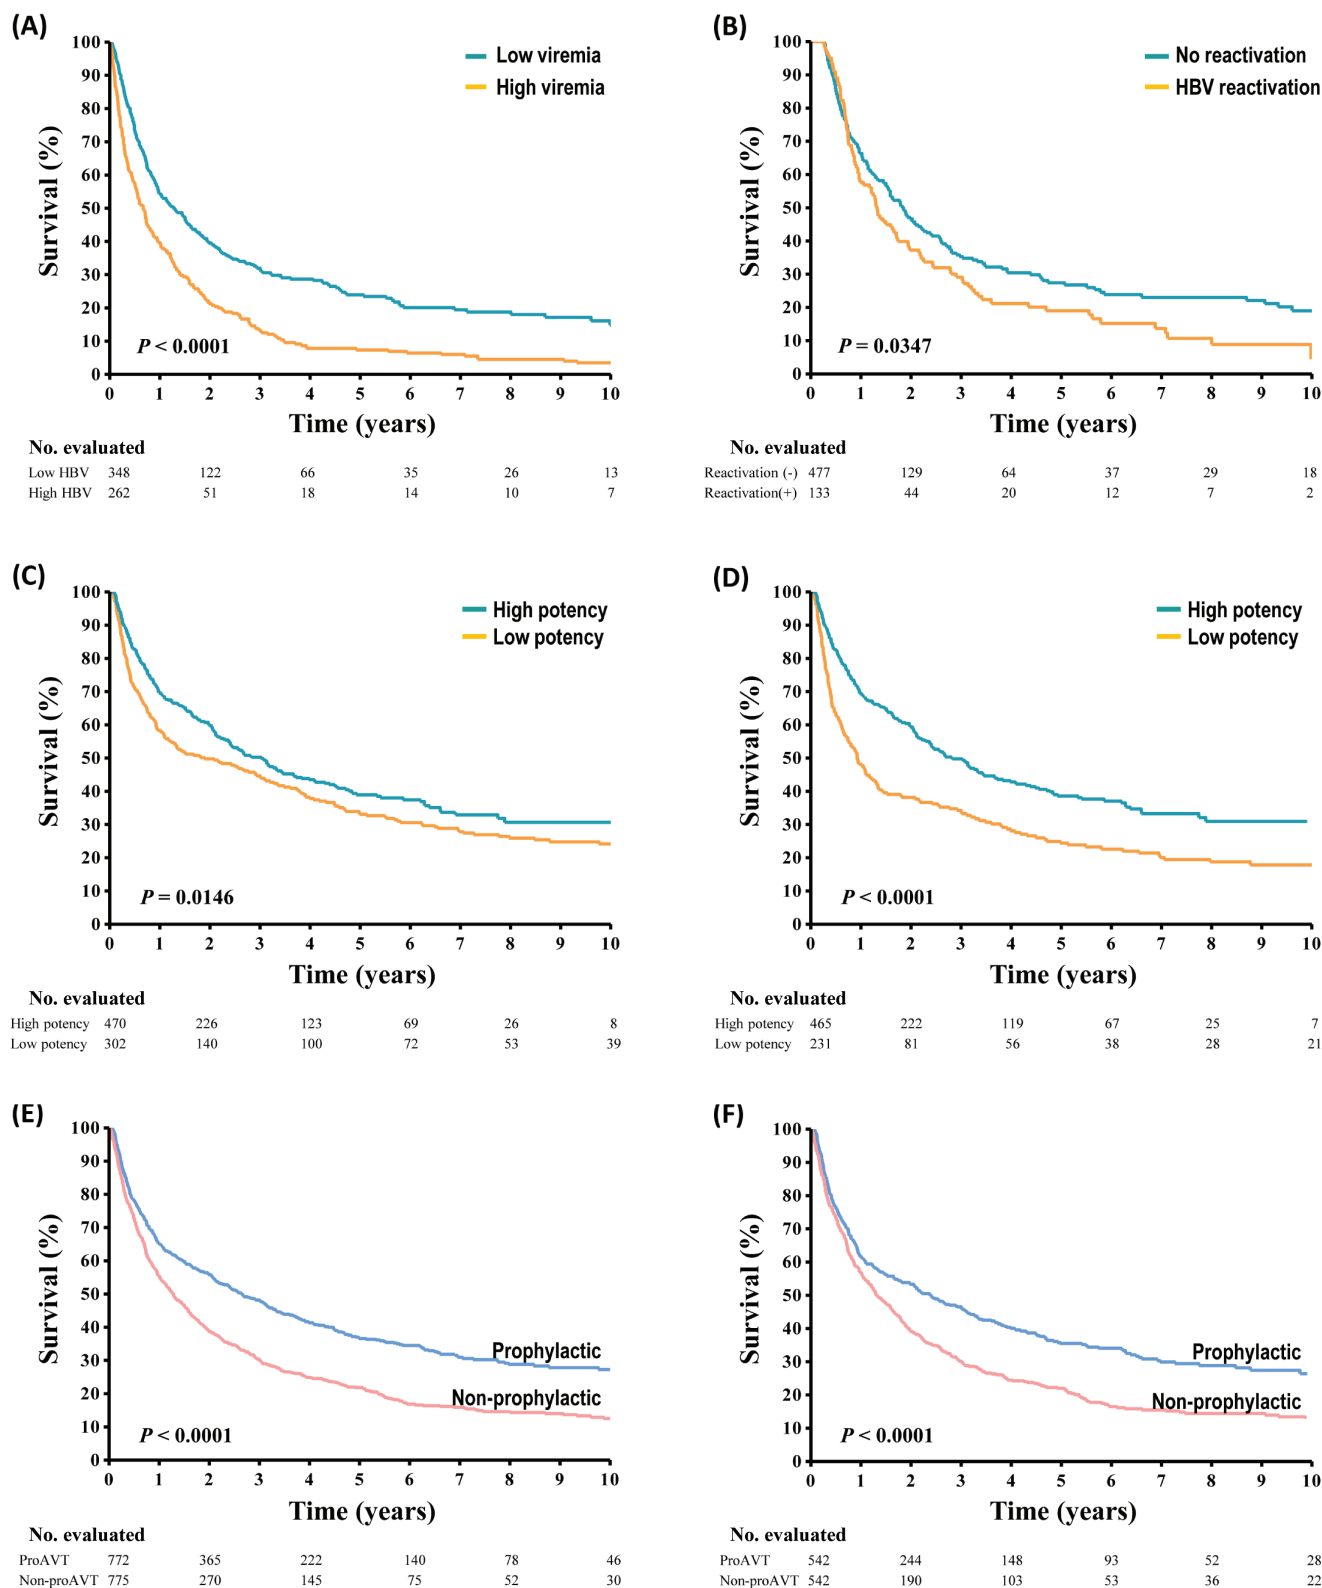 (A)
Low viremia
High viremia
100
90
80
70
60
50
40
30
20
10
0
Survival (%)
P < 0.0001
0 1 2 3 4 5 6 7 8 9 10
Time (years)
No. evaluated
Low HBV 348 122 66 35 26 13
High HBV 262 51 18 14 10 7
(B)
No reactivation
HBV reactivation
100
90
80
70
60
50
40
30
20
10
0
Survival (%)
P = 0.0347
0 1 2 3 4 5 6 7 8 9 10
Time (years)
No. evaluated
Reactivation (-) 477 129 64 37 29 18
Reactivation(+) 133 44 20 12 7 2
(C)
High potency
Low potency
100
90
80
70
60
50
40
30
20
10
0
Survival (%)
P = 0.0146
0 1 2 3 4 5 6 7 8 9 10
Time (years)
No. evaluated
High potency 470 226 123 69 26 8
Low potency 302 140 100 72 53 39
(D)
High potency
Low potency
100
90
80
70
60
50
40
30
20
10
0
Survival (%)
P < 0.0001
0 1 2 3 4 5 6 7 8 9 10
Time (years)
No. evaluated
High potency 465 222 119 67 25 7
Low potency 231 81 56 38 28 21
(E)
100
90
80
70
60
50
40
30
20
10
0
Survival (%)
Prophylactic
Non-prophylactic
P < 0.0001
0 1 2 3 4 5 6 7 8 9 10
Time (years)
No. evaluated
ProAVT 772 365 222 140 78 46
Non-proAVT 775 270 145 75 52 30
(F)
100
90
80
70
60
50
40
30
20
10
0
Survival (%)
Prophylactic
Non-prophylactic
P < 0.0001
0 1 2 3 4 5 6 7 8 9 10
Time (years)
No. evaluated
ProAVT 542 244 148 93 52 28
Non-proAVT 542 190 103 53 36 22